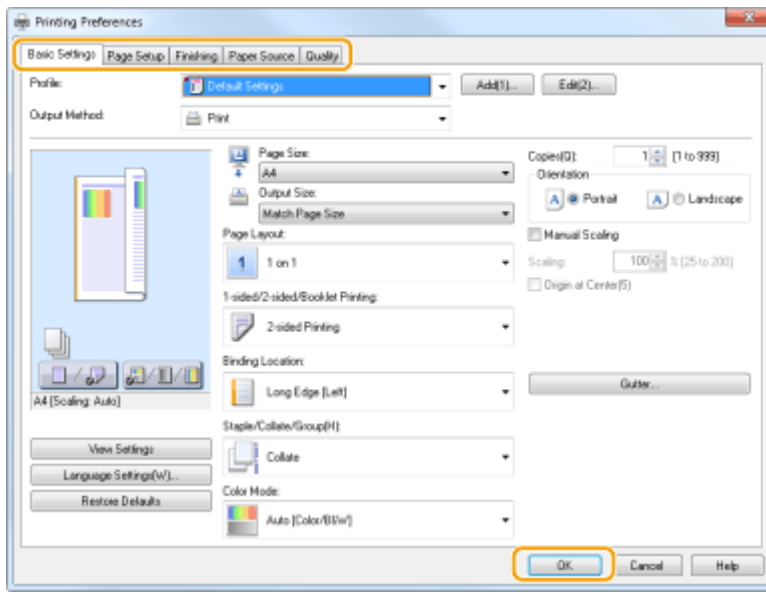 Printing Preferences
Basic Settings Page Setup Finishing Paper Source Quality
Profile: Default Settings Add(1)... Edit(2)...
Output Method: Print
Page Size:
A4
Output Size:
Match Page Size
Page Layout:
1 1 on 1
1-sided/2-sided/Booklet Printing:
2-sided Printing
Binding Location:
Long Edge [Left]
Staple/Collate/Group(H):
Collate
Color Mode:
Auto [Color/B/W]
Copies(Q): 1 [1 to 999]
Orientation
A Portrait A Landscape
Manual Scaling
Scaling: 100 % [25 to 200]
Origin at Center(5)
Gutter...
A4 [Scaling: Auto]
View Settings
Language Settings(W)...
Restore Defaults
OK Cancel Help